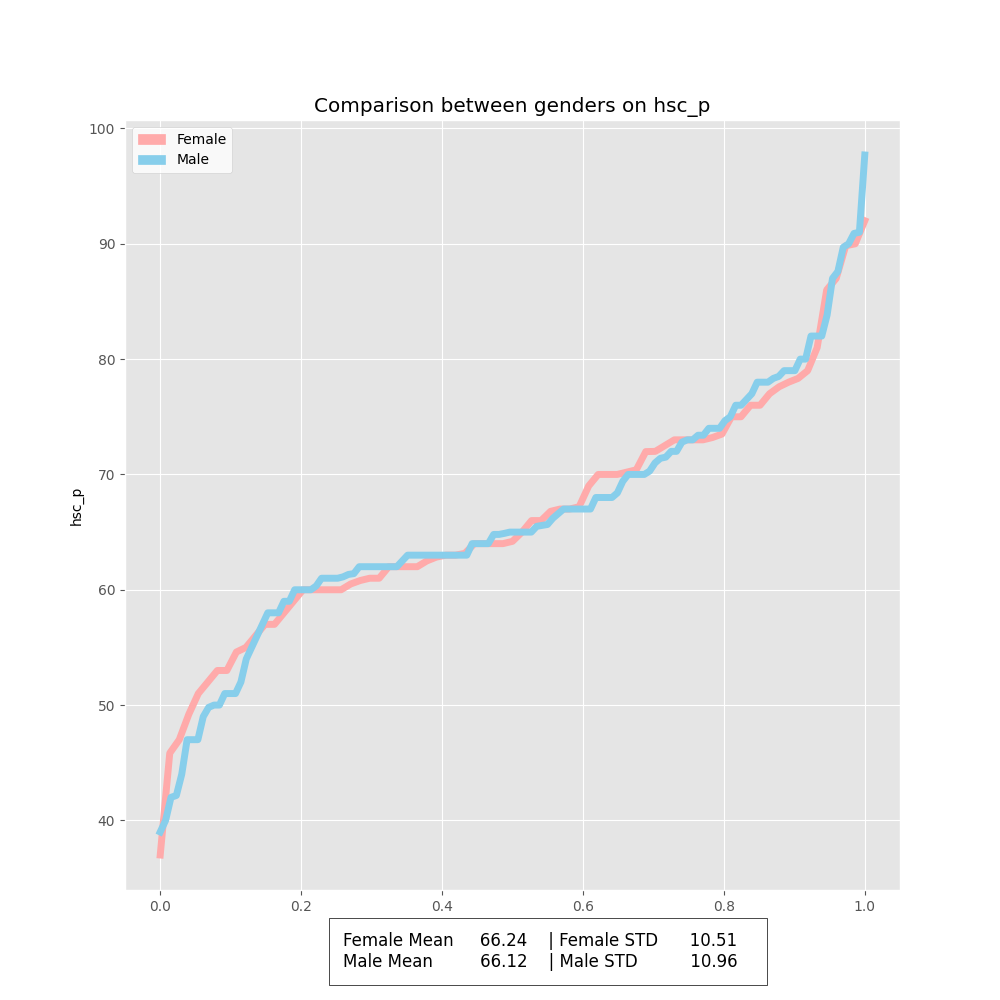 Comparison between genders on hsc_p
Female
Male
100
90
80
70
60
50
40
hsc_p
0.0 0.2 0.4 0.6 0.8 1.0
Female Mean 66.24 | Female STD 10.51
Male Mean 66.12 | Male STD 10.96